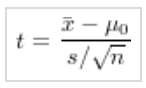 t = \frac{\bar{x} - \mu_0}{s/\sqrt{n}}